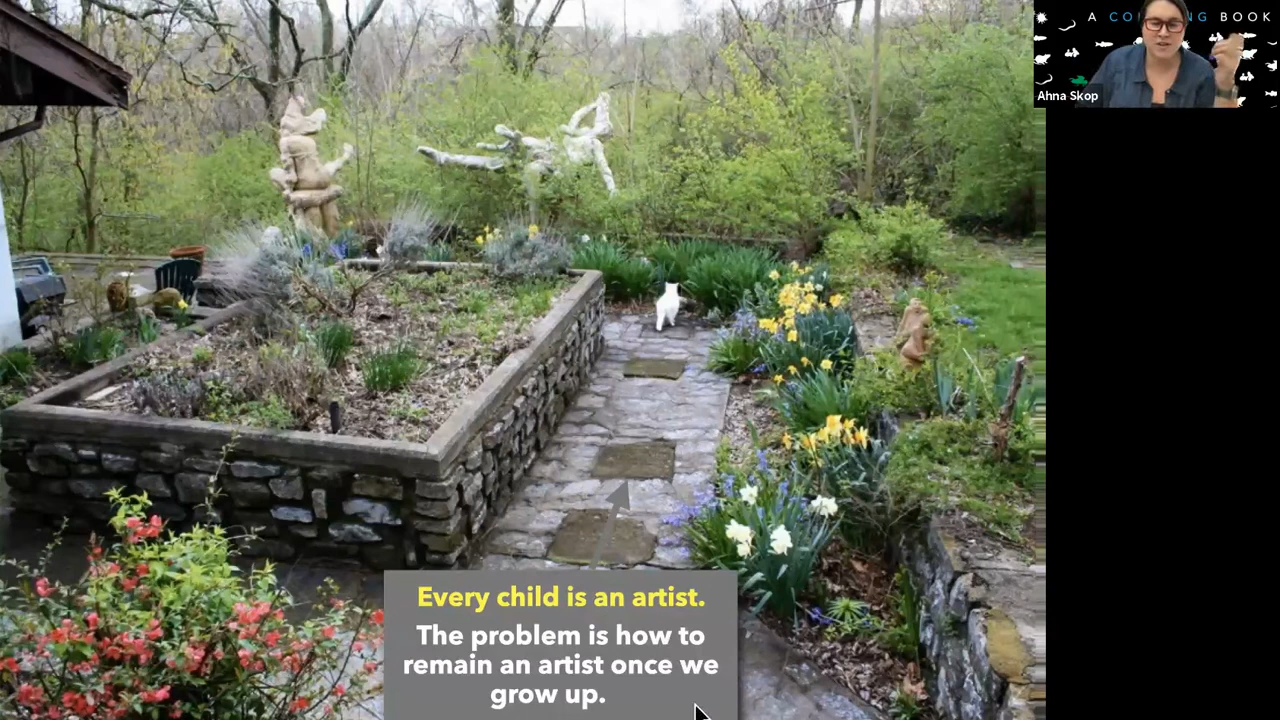 A COLORING BOOK
Ahna Skop
Every child is an artist.
The problem is how to
remain an artist once we
grow up.